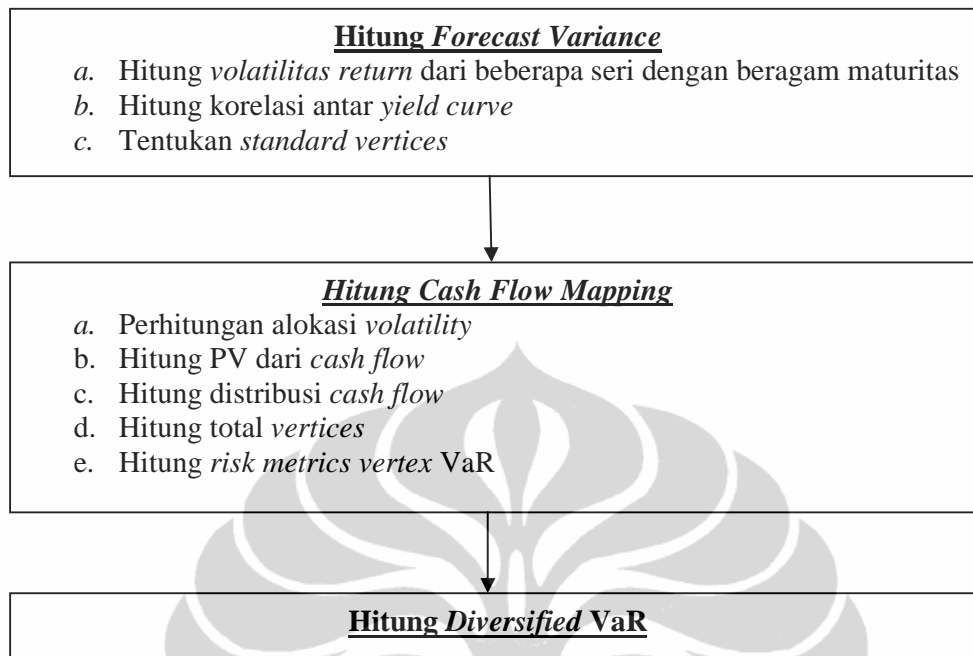 Hitung Forecast Variance
a. Hitung volatilitas return dari beberapa seri dengan beragam maturitas
b. Hitung korelasi antar yield curve
c. Tentukan standard vertices
Hitung Cash Flow Mapping
a. Perhitungan alokasi volatility
b. Hitung PV dari cash flow
c. Hitung distribusi cash flow
d. Hitung total vertices
e. Hitung risk metrics vertex VaR
Hitung Diversified VaR